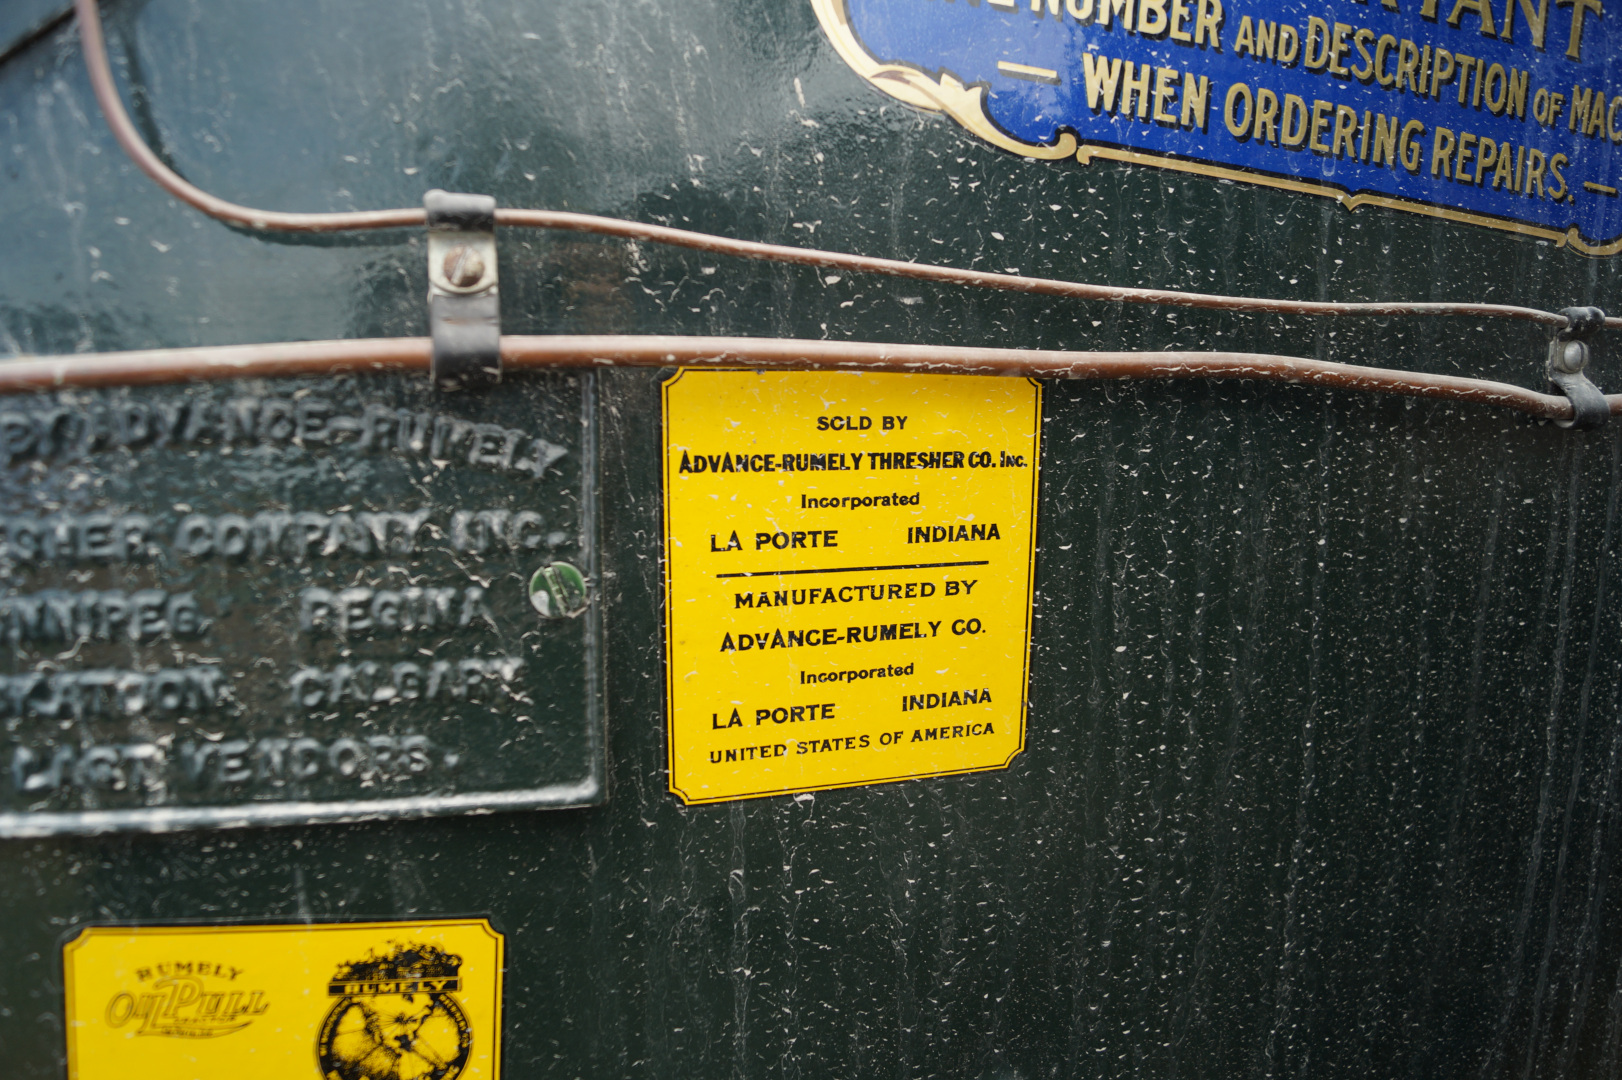 NUMBER AND DESCRIPTION OF
WHEN ORDERING REPAIRS.
BY ADVANCE-RUMELY
COMPANY, INC.
REGINA
CALGARY
VENDORS.
SOLD BY
ADVANCE-RUMELY THRESHER CO. INC.
Incorporated
LA PORTE INDIANA
MANUFACTURED BY
ADVANCE-RUMELY CO.
Incorporated
LA PORTE INDIANA
UNITED STATES OF AMERICA
RUMELY
OILPULL
RUMELY